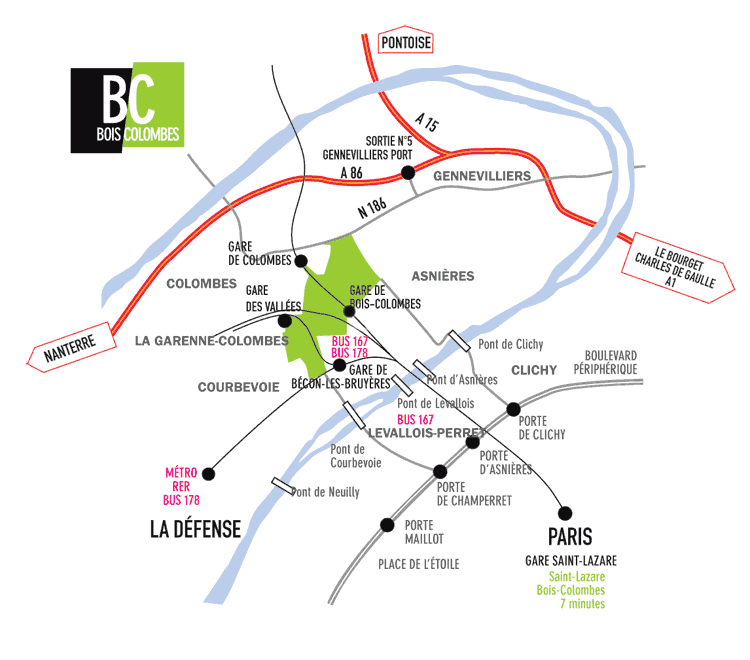 PONTOISE
BC
BOIS COLOMBES
A 15
SORTIE N°5
GENNEVILLIERS PORT
A 86
GENNEVILLIERS
N 186
GARE
DE COLOMBES
LE BOURGET
CHARLES DE GAULLE
A1
COLOMBES
ASNIÈRES
GARE
DES VALLÉES
GARE DE
BOIS-COLOMBES
NANTERRE
LA GARENNE-COLOMBES
BUS 167
BUS 178
Pont de Clichy
BOULEVARD
PÉRIPHÉRIQUE
COURBEVOIE
GARE DE
BÉCON-LES-BRUYÈRES
Pont d'Asnières
CLICHY
Pont de Levallois
BUS 167
LEVALLOIS-PERRET
PORTE
DE CLICHY
Pont de
Courbevoie
PORTE
D'ASNIÈRES
MÉTRO
RER
BUS 178
Pont de Neuilly
PORTE
DE CHAMPERRET
LA DÉFENSE
PORTE
MAILLOT
PARIS
PLACE DE L'ÉTOILE
GARE SAINT-LAZARE
Saint-Lazare
Bois-Colombes
7 minutes